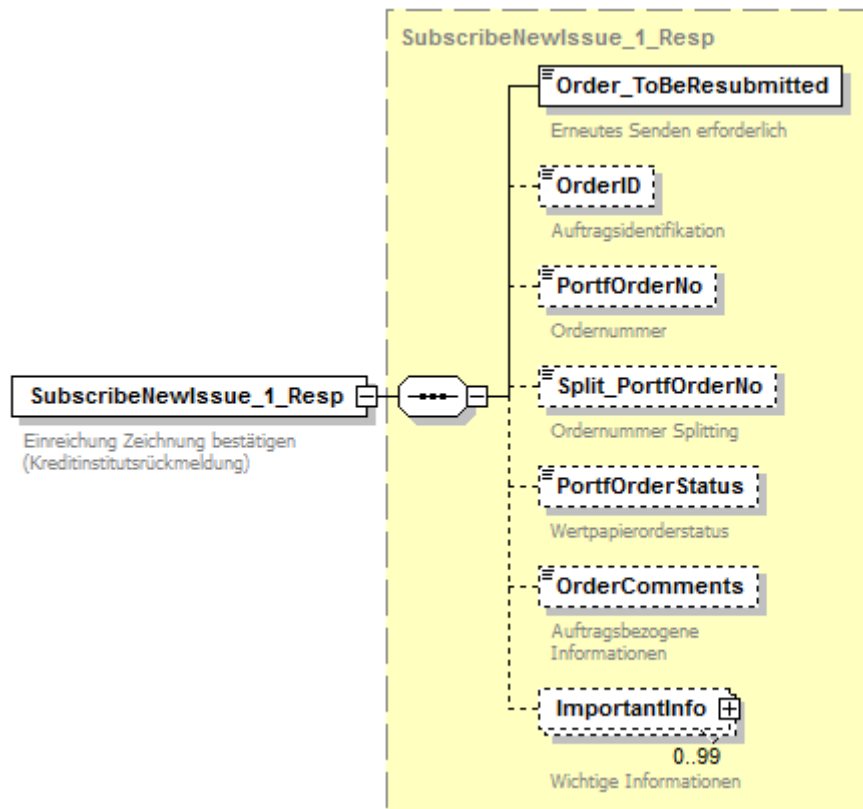 SubscribeNewIssue_1_Resp
Order_ToBeResubmitted
Erneutes Senden erforderlich
OrderID
Auftragsidentifikation
PortfOrderNo
Ordernummer
Split_PortfOrderNo
Ordernummer Splitting
SubscribeNewIssue_1_Resp
Einreichung Zeichnung bestätigen
(Kreditinstitutsrückmeldung)
PortfOrderStatus
Wertpapierorderstatus
OrderComments
Auftragsbezogene
Informationen
ImportantInfo
0..99
Wichtige Informationen